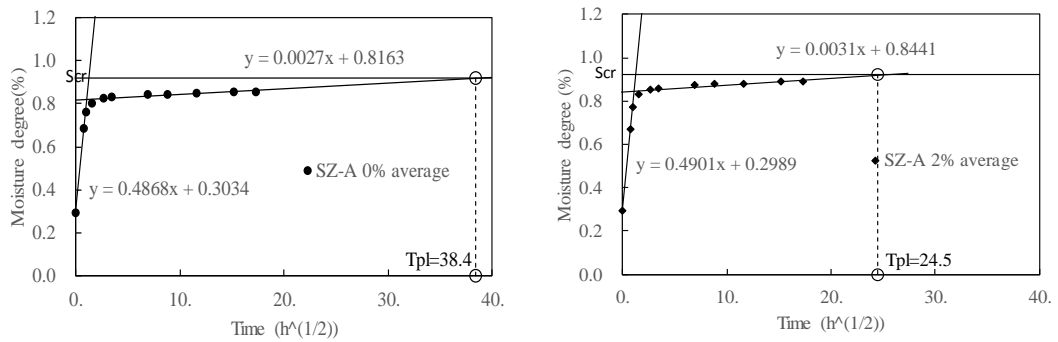 1.2
1.0
0.8
0.6
0.4
0.2
0.0
Moisture degree(%)
Scr
y = 0.0027x + 0.8163
SZ-A 0% average
y = 0.4868x + 0.3034
Tpl=38.4
0. 10. 20. 30. 40.
Time (h^(1/2))
1.2
1.0
0.8
0.6
0.4
0.2
0.0
Moisture degree (%)
Scr
y = 0.0031x + 0.8441
SZ-A 2% average
y = 0.4901x + 0.2989
Tpl=24.5
0. 10. 20. 30. 40.
Time (h^(1/2))